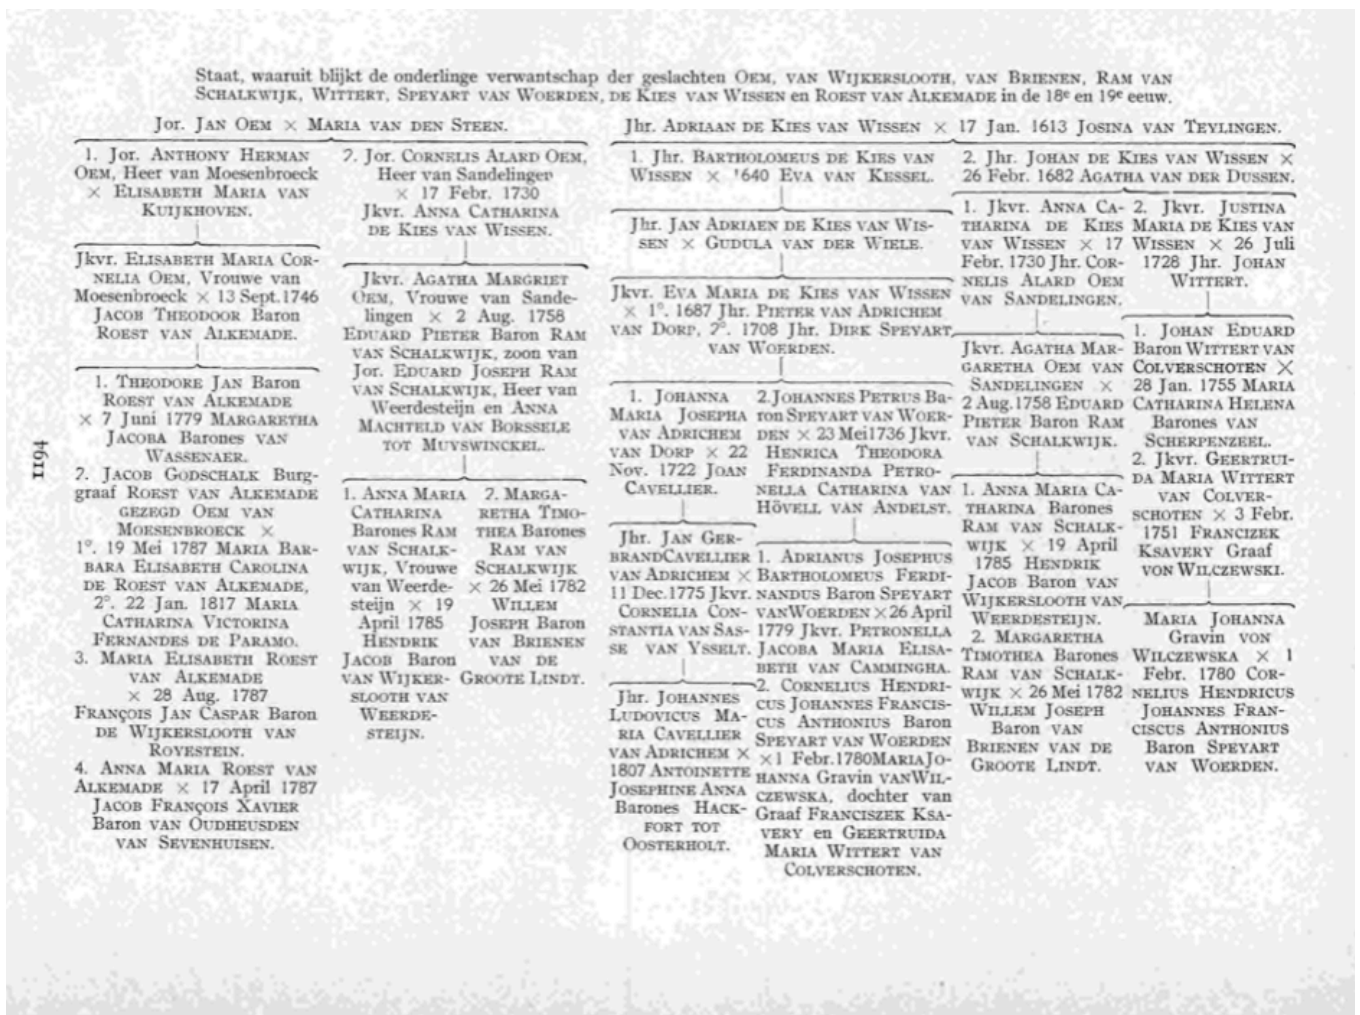 Staat, waaruit blijkt de onderlinge verwantschap der geslachten OEM, VAN WIJKERSLOOTH, VAN BRIENEN, RAM VAN
SCHALKWIJK, WITTERT, SPEYART VAN WOERDEN, DE KIES VAN WISSEN en ROEST VAN ALKEMADE in de 18e en 19e eeuw.
Jor. JAN OEM × MARIA VAN DEN STEEN.
1. Jor. ANTHONY HERMAN
OEM, Heer van Moesenbroeck
× ELISABETH MARIA VAN
KUIJKHOVEN.
Jkvr. ELISABETH MARIA COR-
NELIA OEM, Vrouwe van
Moesenbroeck × 13 Sept. 1746
JACOB THEODOOR Baron
ROEST VAN ALKEMADE.
1. THEODORE JAN Baron
ROEST VAN ALKEMADE
× 7 Juni 1779 MARGARETHA
JACOBA Barones VAN
WASSENAER.
2. JACOB GODSCHALK Burg-
graaf ROEST VAN ALKEMADE
GEZEGD OEM VAN
MOESENBROECK ×
1°. 19 Mei 1787 MARIA BAR-
BARA ELISABETH CAROLINA
DE ROEST VAN ALKEMADE,
2°. 22 Jan. 1817 MARIA
CATHARINA VICTORINA
FERNANDES DE PARAMO.
3. MARIA ELISABETH ROEST
VAN ALKEMADE
× 28 Aug. 1787
FRANÇOIS JAN CASPAR Baron
DE WIJKERSLOOTH VAN
ROYESTEIN.
4. ANNA MARIA ROEST VAN
ALKEMADE × 17 April 1787
JACOB FRANÇOIS XAVIER
Baron VAN OUDHEUSDEN
VAN SEVENHUISEN.
2. Jor. CORNELIS ALARD OEM,
Heer van Sandelingen
× 17 Febr. 1730
Jkvr. ANNA CATHARINA
DE KIES VAN WISSEN.
Jkvr. AGATHA MARGRIET
OEM, Vrouwe van Sande-
lingen × 2 Aug. 1758
EDUARD PIETER Baron RAM
VAN SCHALKWIJK, zoon van
Jor. EDUARD JOSEPH RAM
VAN SCHALKWIJK, Heer van
Weerdesteijn en ANNA
MACHTELD VAN BORSSELE
TOT MUYSWINCKEL.
1. ANNA MARIA
CATHARINA
Barones RAM
VAN SCHALK-
WIJK, Vrouwe
van Weerde-
steijn × 19
April 1785
HENDRIK
JACOB Baron
VAN WIJKER-
SLOOTH VAN
WEERDE-
STEIJN.
2. MARGA-
RETHA TIMO-
THEA Barones
RAM VAN
SCHALKWIJK
× 26 Mei 1782
WILLEM
JOSEPH Baron
VAN BRIENEN
VAN DE
GROOTE LINDT.
Jhr. ADRIAAN DE KIES VAN WISSEN × 17 Jan. 1613 JOSINA VAN TEYLINGEN.
1. Jhr. BARTHOLOMEUS DE KIES VAN
WISSEN × 1640 EVA VAN KESSEL.
Jhr. JAN ADRIAEN DE KIES VAN WIS-
SEN × GUDULA VAN DER WIELE.
Jkvr. EVA MARIA DE KIES VAN WISSEN
× 1°. 1687 Jhr. PIETER VAN ADRICHEM
VAN DORP, 2°. 1708 Jhr. DIRK SPEYART
VAN WOERDEN.
1. JOHANNA
MARIA JOSEPHA
VAN ADRICHEM
VAN DORP × 22
Nov. 1722 JOAN
CAVELLIER.
Jhr. JAN GER-
BRAND CAVELLIER
VAN ADRICHEM ×
11 Dec. 1775 Jkvr.
CORNELIA CON-
STANTIA VAN SAS-
SE VAN YSSELT.
Jhr. JOHANNES
LUDOVICUS MA-
RIA CAVELLIER
VAN ADRICHEM ×
1807 ANTOINETTE
JOSEPHINE ANNA
Barones HACK-
FORT TOT
OOSTERHOLT.
2. JOHANNES PETRUS Ba-
ron SPEYART VAN WOER-
DEN × 23 Mei 1736 Jkvr.
HENRICA THEODORA
FERDINANDA PETRO-
NELLA CATHARINA VAN
HÖVELL VAN ANDELST.
1. ADRIANUS JOSEPHUS
BARTHOLOMEUS FERDI-
NANDUS Baron SPEYART
VAN WOERDEN × 26 April
1779 Jkvr. PETRONELLA
JACOBA MARIA ELISA-
BETH VAN CAMMINGHA.
2. CORNELIUS HENDRI-
CUS JOHANNES FRANCIS-
CUS ANTHONIUS Baron
SPEYART VAN WOERDEN
× 1 Febr. 1780 MARIA JO-
HANNA Gravin VAN WIL-
CZEWSKA, dochter van
Graaf FRANCISZEK KSA-
VERY en GEERTRUIDA
MARIA WITTERT VAN
COLVERSCHOTEN.
2. Jhr. JOHAN DE KIES VAN WISSEN ×
26 Febr. 1682 AGATHA VAN DER DUSSEN.
1. Jkvr. ANNA CA-
THARINA DE KIES
VAN WISSEN × 17
Febr. 1730 Jhr. COR-
NELIS ALARD OEM
VAN SANDELINGEN.
Jkvr. AGATHA MAR-
GARETHA OEM VAN
SANDELINGEN ×
2 Aug. 1758 EDUARD
PIETER Baron RAM
VAN SCHALKWIJK.
1. ANNA MARIA CA-
THARINA Barones
RAM VAN SCHALK-
WIJK × 19 April
1785 HENDRIK
JACOB Baron VAN
WIJKERSLOOTH VAN
WEERDESTEIJN.
2. MARGARETHA
TIMOTHEA Barones
RAM VAN SCHALK-
WIJK × 26 Mei 1782
WILLEM JOSEPH
Baron VAN
BRIENEN VAN DE
GROOTE LINDT.
2. Jkvr. JUSTINA
MARIA DE KIES VAN
WISSEN × 26 Juli
1728 Jhr. JOHAN
WITTERT.
1. JOHAN EDUARD
Baron WITTERT VAN
COLVERSCHOTEN ×
28 Jan. 1755 MARIA
CATHARINA HELENA
Barones VAN
SCHERPENZEEL.
2. Jkvr. GEERTRUI-
DA MARIA WITTERT
VAN COLVER-
SCHOTEN × 3 Febr.
1751 FRANCIZEK
KSAVERY Graaf
VON WILCZEWSKI.
MARIA JOHANNA
Gravin VON
WILCZEWSKA × 1
Febr. 1780 COR-
NELIUS HENDRICUS
JOHANNES FRAN-
CISCUS ANTHONIUS
Baron SPEYART
VAN WOERDEN.
1194